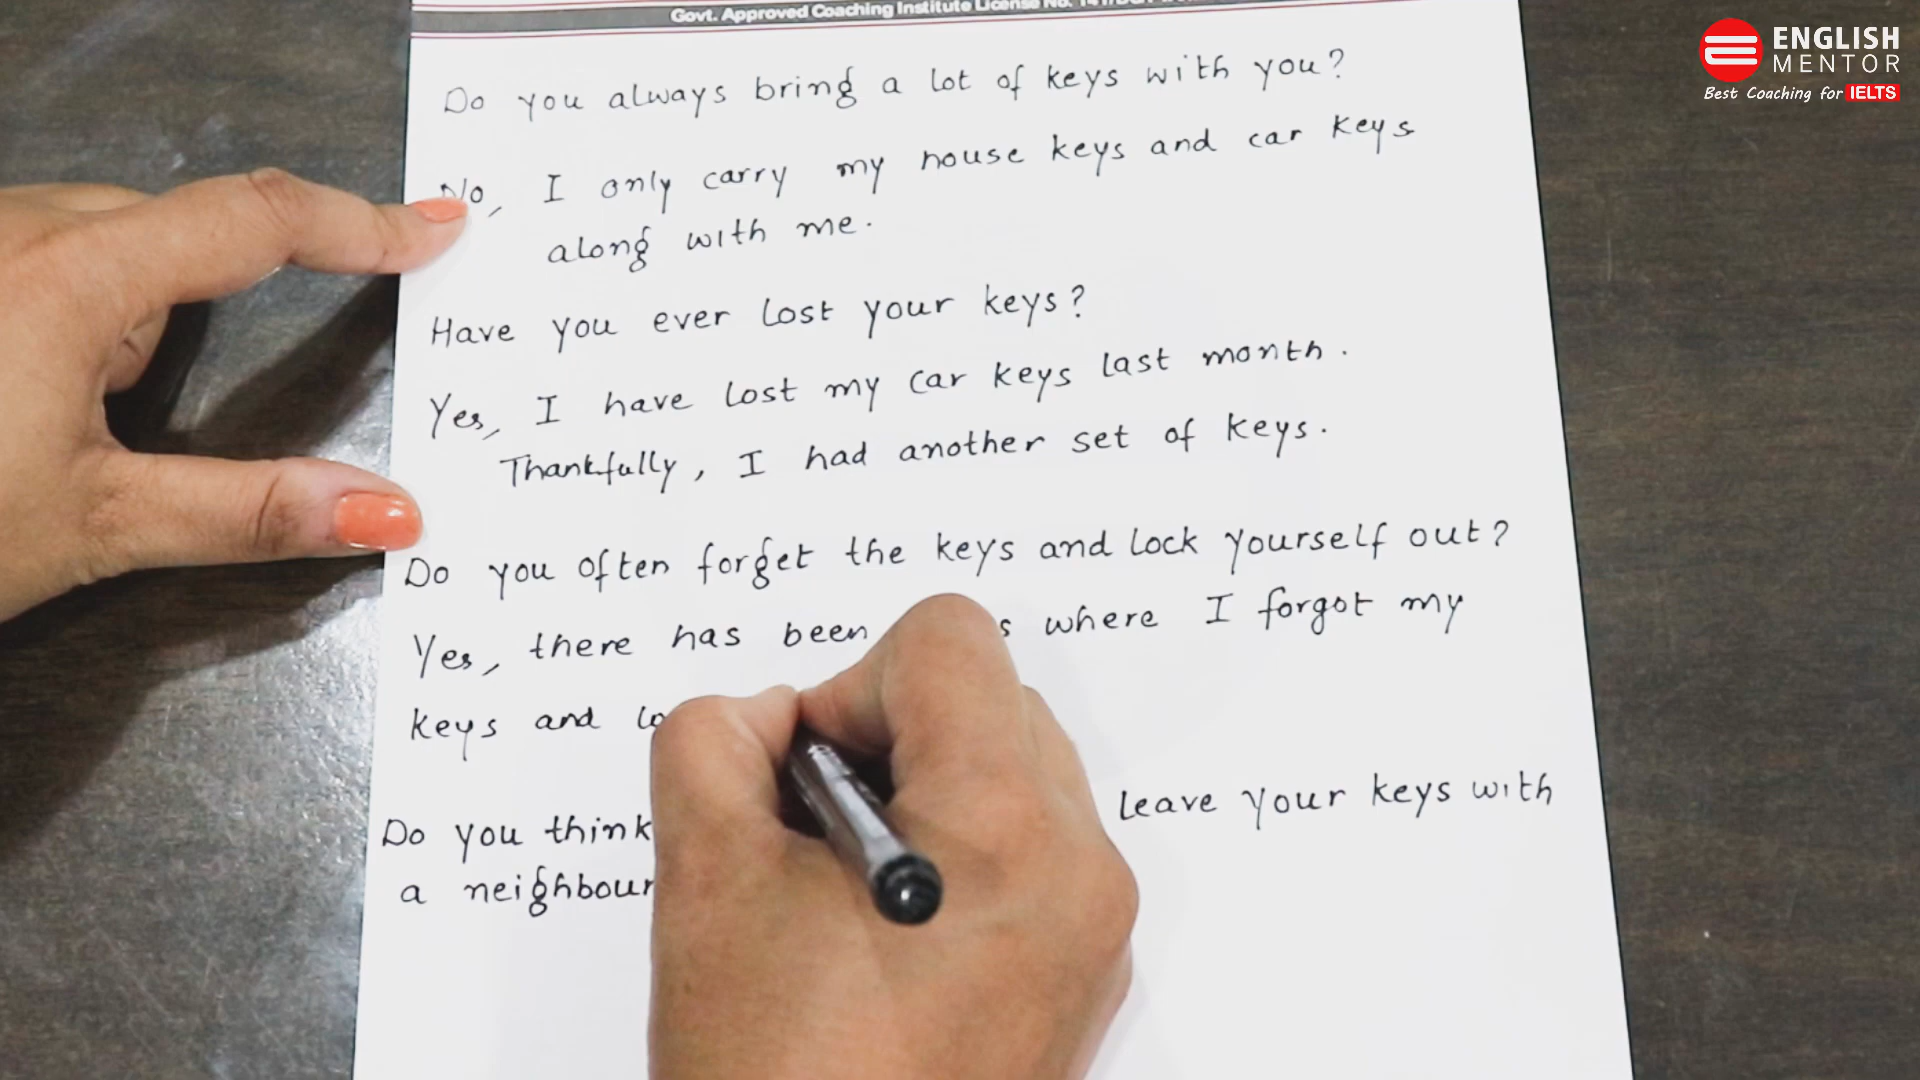 Govt. Approved Coaching Institute License No.
ENGLISH
MENTOR
Best Coaching for IELTS
Do you always bring a lot of keys with you?
No, I only carry my house keys and car keys
along with me.
Have you ever lost your keys?
Yes, I have lost my car keys last month.
Thankfully, I had another set of keys.
Do you often forget the keys and lock yourself out?
Yes, there has been where I forgot my
keys and
Do you think leave your keys with
a neighbour